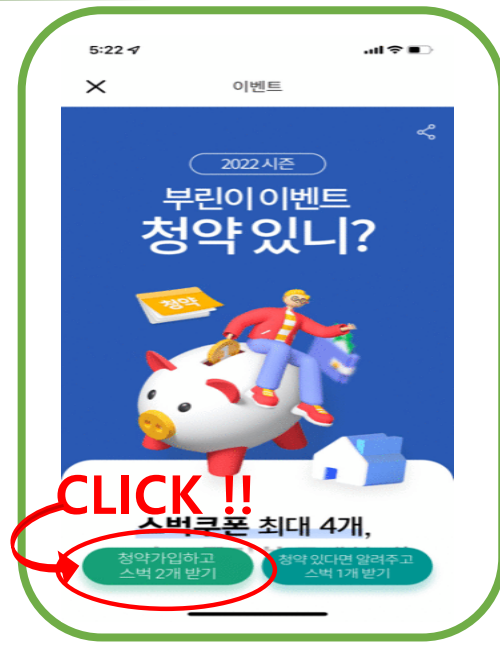 5:22
이벤트
2022 시즌
부린이 이벤트
청약 있니?
청약
CLICK !!
스벅쿠폰 최대 4개,
청약가입하고
스벅 2개 받기
청약 있다면 알려주고
스벅 1개 받기